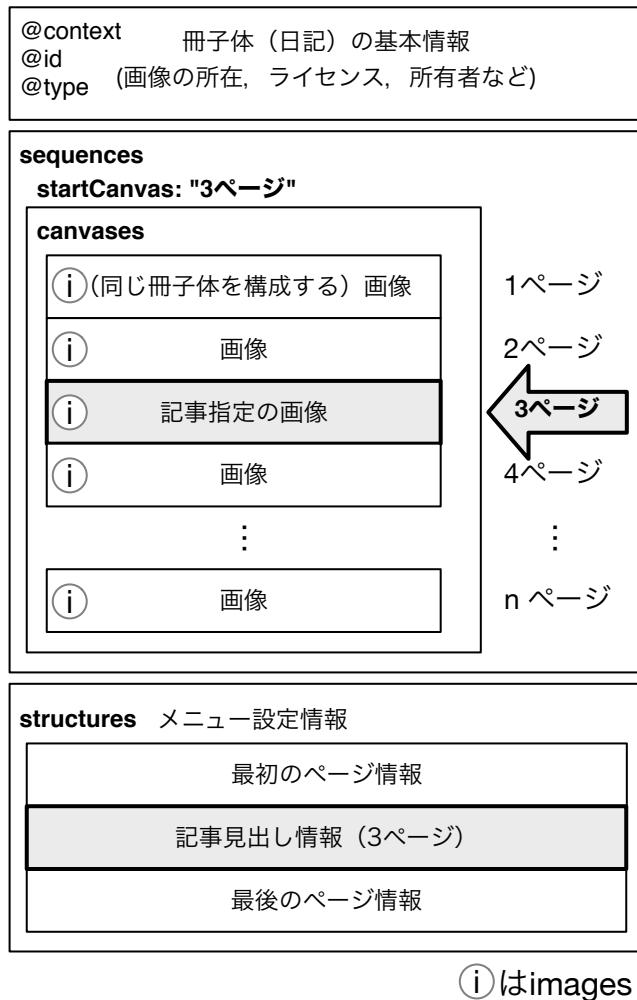 @context
@id
@type
冊子体（日記）の基本情報
(画像の所在，ライセンス，所有者など)
sequences
startCanvas: "3ページ"
canvases
i (同じ冊子体を構成する）画像
1ページ
i 画像
2ページ
i 記事指定の画像
3ページ
i 画像
4ページ
⋮
⋮
i 画像
n ページ
structures メニュー設定情報
最初のページ情報
記事見出し情報（3ページ）
最後のページ情報
iはimages